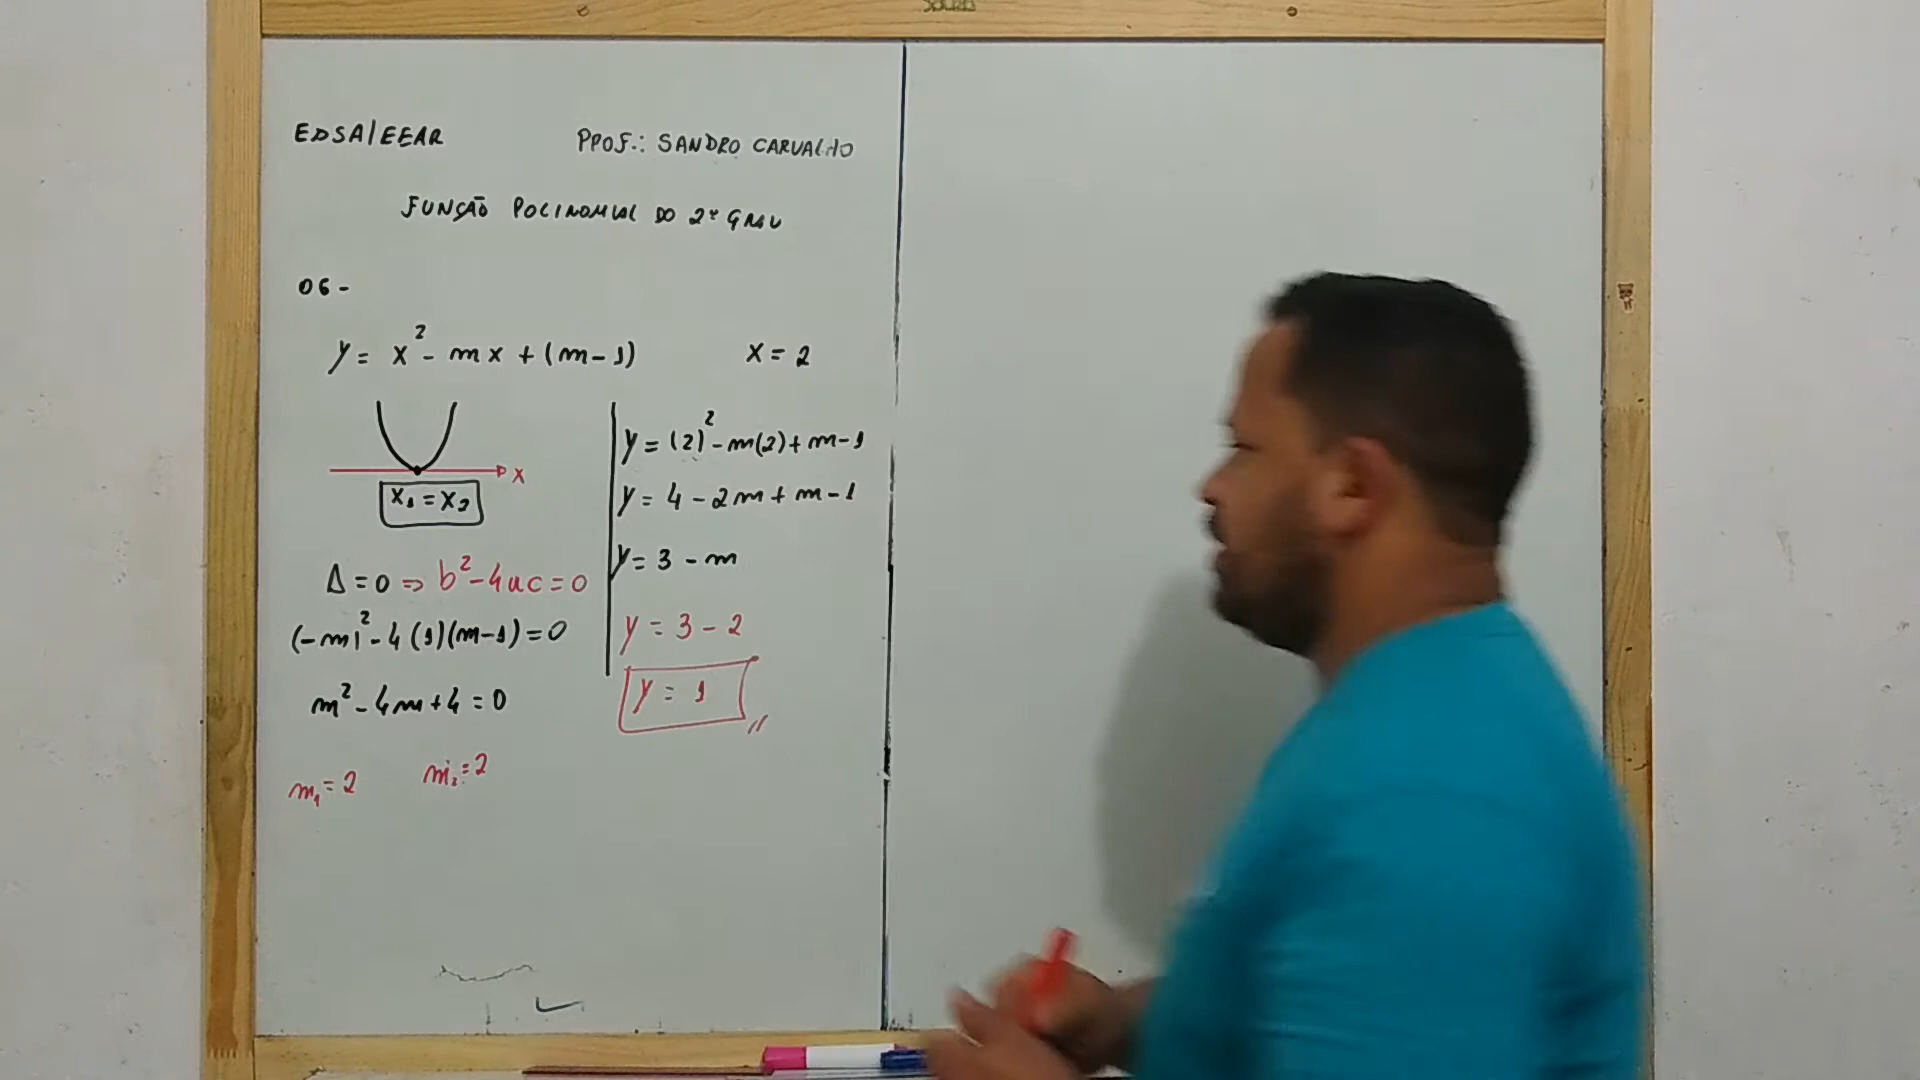 EDSA/EEAR PROF.: SANDRO CARVALHO
FUNÇÃO POLINOMIAL DO 2º GRAU
06-
y = x² - mx + (m-1) x = 2
x
x₁ = x₂
Δ = 0 ⇒ b² - 4ac = 0
(-m)² - 4(1)(m-1) = 0
m² - 4m + 4 = 0
m₁ = 2 m₂ = 2
y = (2)² - m(2) + m - 1
y = 4 - 2m + m - 1
y = 3 - m
y = 3 - 2
y = 1